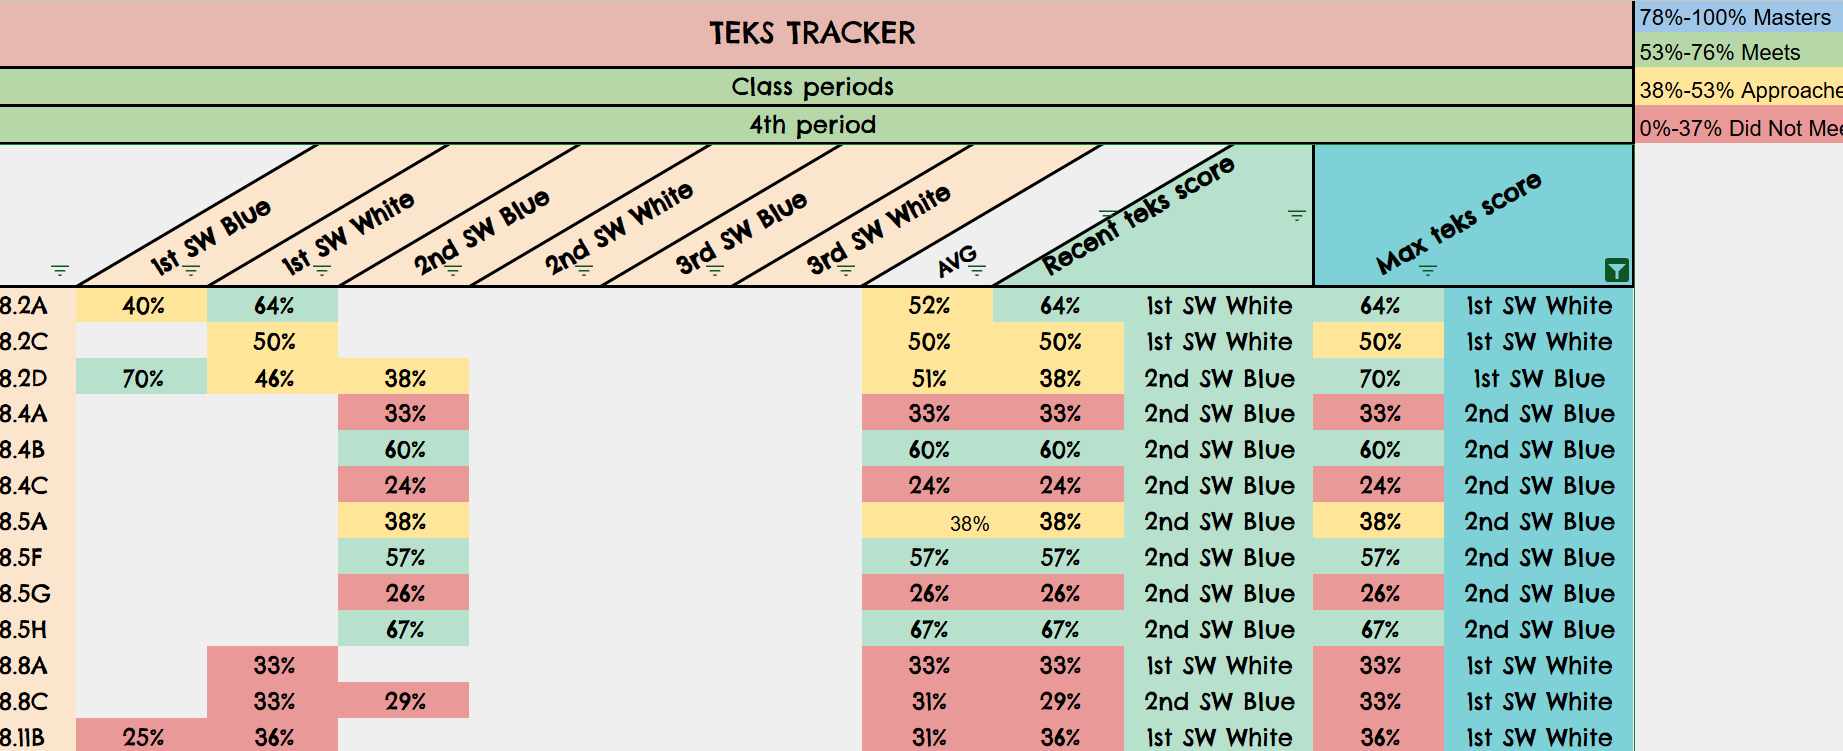 TEKS TRACKER
78%-100% Masters
53%-76% Meets
Class periods
38%-53% Approache
4th period
0%-37% Did Not Mee
1st SW Blue 1st SW White 2nd SW Blue 2nd SW White 3rd SW Blue 3rd SW White AVG Recent teks score Max teks score
8.2A 40% 64% 52% 64% 1st SW White 64% 1st SW White
8.2C 50% 50% 50% 1st SW White 50% 1st SW White
8.2D 70% 46% 38% 51% 38% 2nd SW Blue 70% 1st SW Blue
8.4A 33% 33% 33% 2nd SW Blue 33% 2nd SW Blue
8.4B 60% 60% 60% 2nd SW Blue 60% 2nd SW Blue
8.4C 24% 24% 24% 2nd SW Blue 24% 2nd SW Blue
8.5A 38% 38% 38% 2nd SW Blue 38% 2nd SW Blue
8.5F 57% 57% 57% 2nd SW Blue 57% 2nd SW Blue
8.5G 26% 26% 26% 2nd SW Blue 26% 2nd SW Blue
8.5H 67% 67% 67% 2nd SW Blue 67% 2nd SW Blue
8.8A 33% 33% 33% 1st SW White 33% 1st SW White
8.8C 33% 29% 31% 29% 2nd SW Blue 33% 1st SW White
8.11B 25% 36% 31% 36% 1st SW White 36% 1st SW White